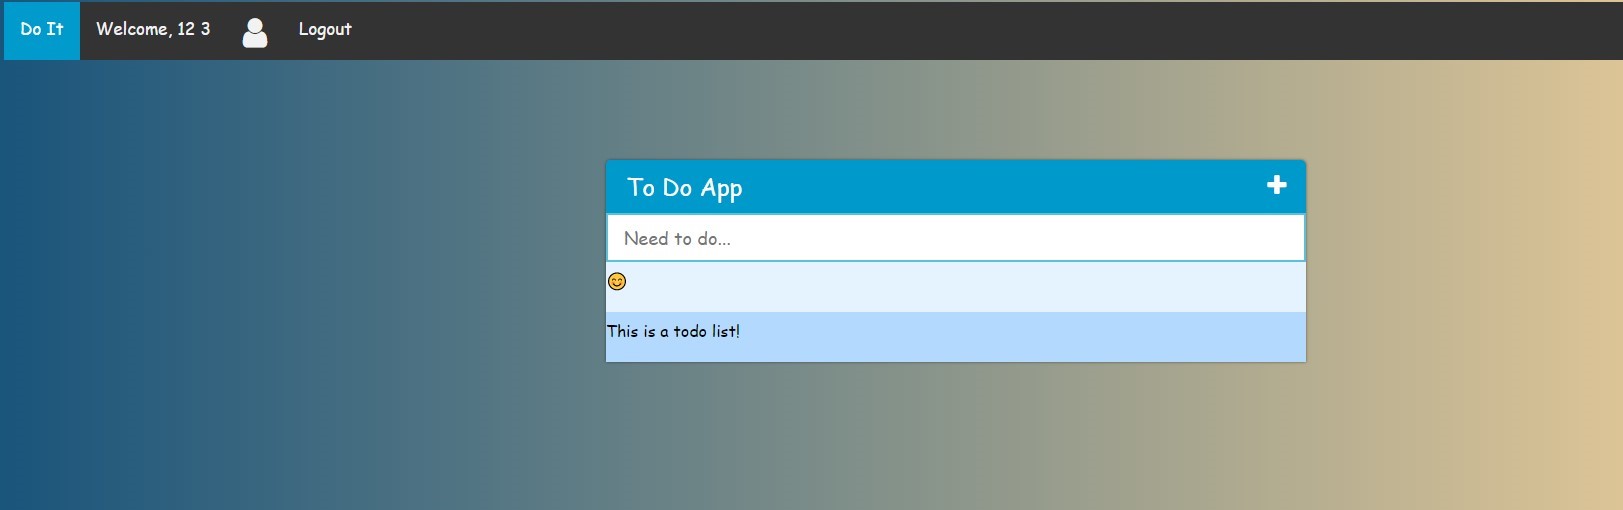 Do It Welcome, 12 3 Logout
To Do App
Need to do...
😊
This is a todo list!